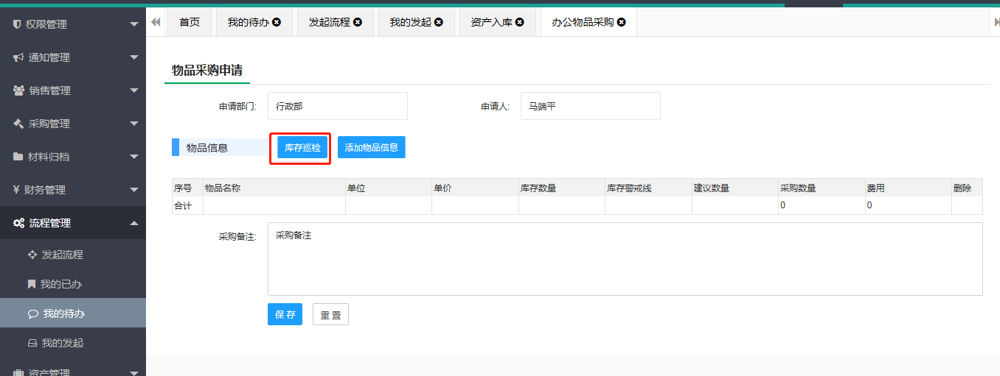 权限管理
通知管理
销售管理
采购管理
材料归档
¥ 财务管理
流程管理
发起流程
我的已办
我的待办
我的发起
资产管理
首页 我的待办 发起流程 我的发起 资产入库 办公物品采购
物品采购申请
申请部门: 行政部 申请人: 马端平
物品信息 库存巡检 添加物品信息
序号 物品名称 单位 单价 库存数量 库存警戒线 建议数量 采购数量 费用 删除
合计 0 0
采购备注: 采购备注
保存 重置